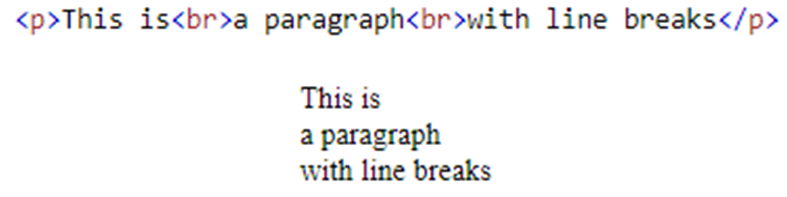 <p>This is<br>a paragraph<br>with line breaks</p>
This is
a paragraph
with line breaks